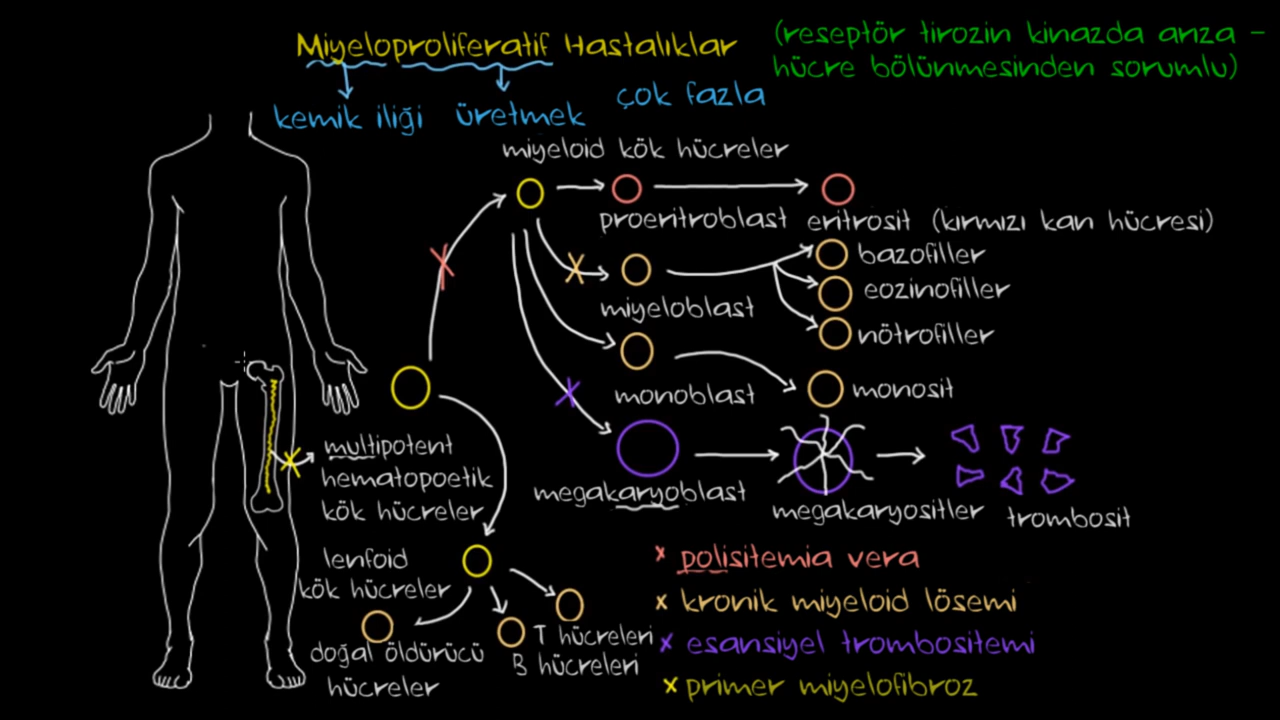 Miyeloproliferatif Hastalıklar
(reseptör tirozin kinazda arıza -
hücre bölünmesinden sorumlu)
kemik iliği
üretmek
çok fazla
miyeloid kök hücreler
proeritroblast
eritrosit (kırmızı kan hücresi)
bazofiller
eozinofiller
miyeloblast
nötrofiller
monoblast
monosit
multipotent
hematopoetik
kök hücreler
megakaryoblast
megakaryositler
trombosit
lenfoid
kök hücreler
doğal öldürücü
hücreler
T hücreleri
B hücreleri
x polisitemia vera
x kronik miyeloid lösemi
x esansiyel trombositemi
x primer miyelofibroz